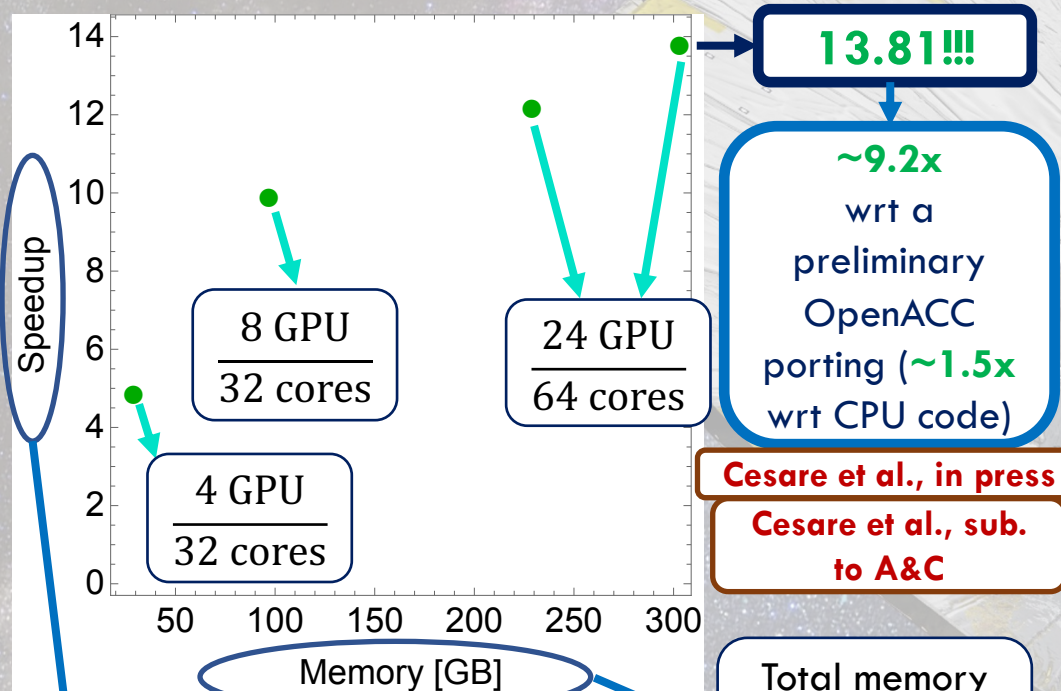 14
12
10
8
6
4
2
0
Speedup
50 100 150 200 250 300
Memory [GB]
4 GPU
32 cores
8 GPU
32 cores
24 GPU
64 cores
13.81!!!
~9.2x
wrt a
preliminary
OpenACC
porting (~1.5x
wrt CPU code)
Cesare et al., in press
Cesare et al., sub.
to A&C
Total memory